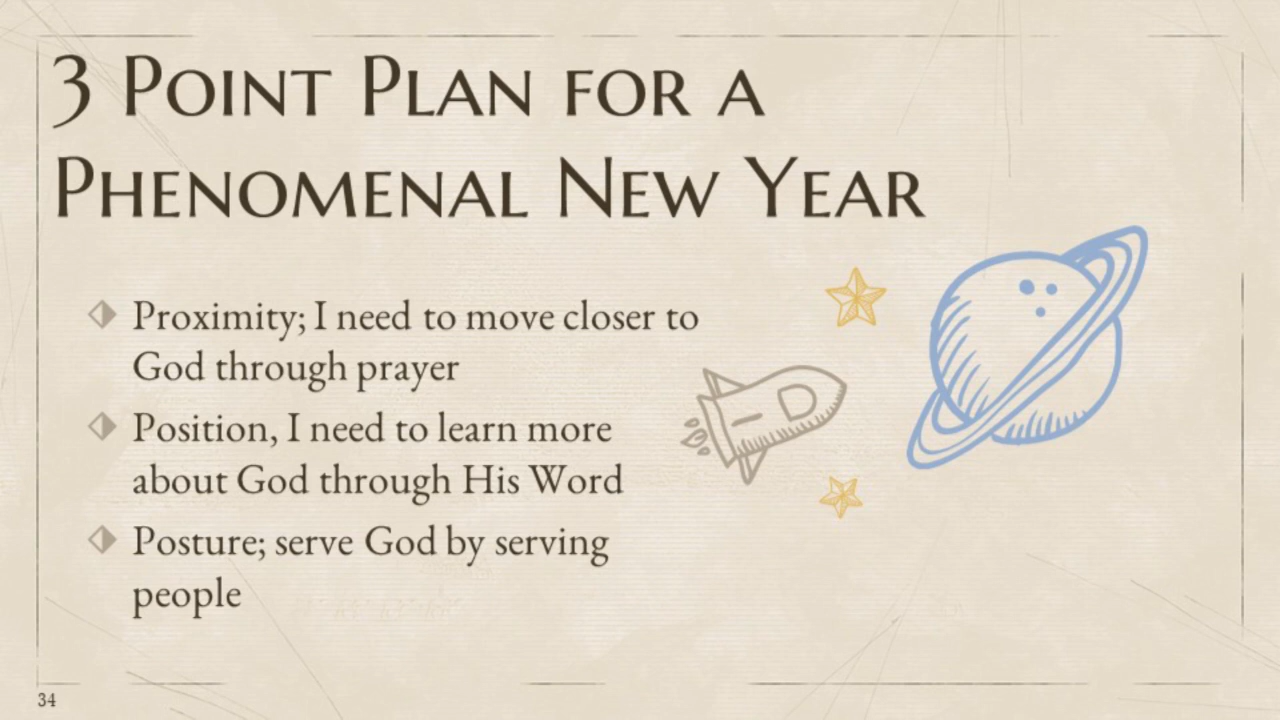 3 Point Plan for a
Phenomenal New Year
Proximity; I need to move closer to
God through prayer
Position, I need to learn more
about God through His Word
Posture; serve God by serving
people
34